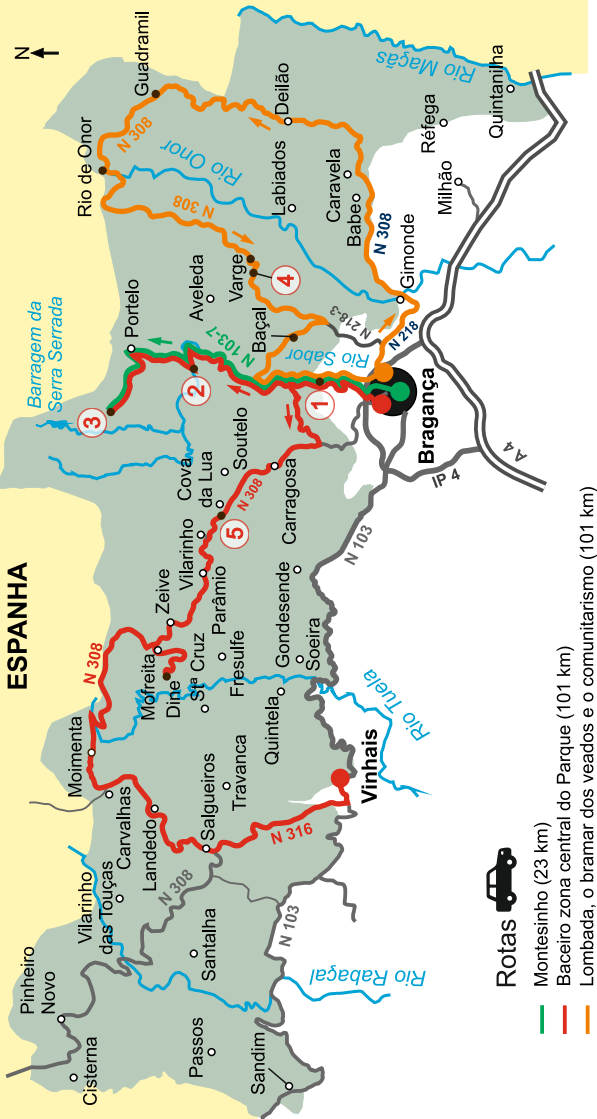 ESPANHA
N
Pinheiro
Novo
Cisterna
Passos
Sandim
Santalha
Vilarinho
das Touças
Carvalhas
Landedo
Salgueiros
Travanca
Moimenta
N 308
N 308
N 316
N 103
Rio Rabaçal
Vinhais
Rio Tuela
Quintela
Mofreita
Dine
Stª Cruz
Fresulfe
Zeive
Parâmio
Vilarinho
Gondesende
Soeira
Cova
da Lua
Soutelo
5
N 308
Carragosa
N 103
Barragem da
Serra Serrada
3
Portelo
2
N 103-7
1
Aveleda
Varge
4
Baçal
Rio Sabor
N 218-3
N 218
Bragança
IP 4
A 4
Rio de Onor
Guadramil
N 308
N 308
Rio Onor
Labiados
Deilão
Caravela
Babe
N 308
Gimonde
Milhão
Réfega
Quintanilha
Rio Maçãs
Rotas
Montesinho (23 km)
Baceiro zona central do Parque (101 km)
Lombada, o bramar dos veados e o comunitarismo (101 km)